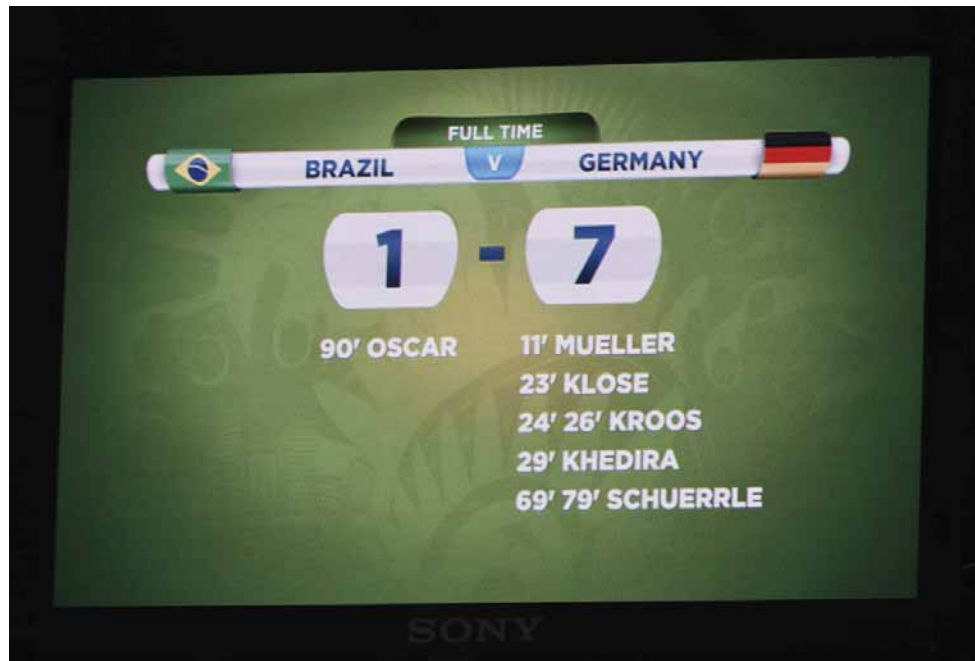 FULL TIME
BRAZIL V GERMANY
1 - 7
90' OSCAR 11' MUELLER
23' KLOSE
24' 26' KROOS
29' KHEDIRA
69' 79' SCHUERRLE
SONY